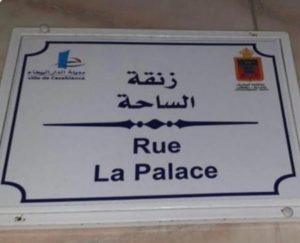 مدينة الدار البيضاء
ville de Casablanca
زنقة
الساحة
Rue
La Palace